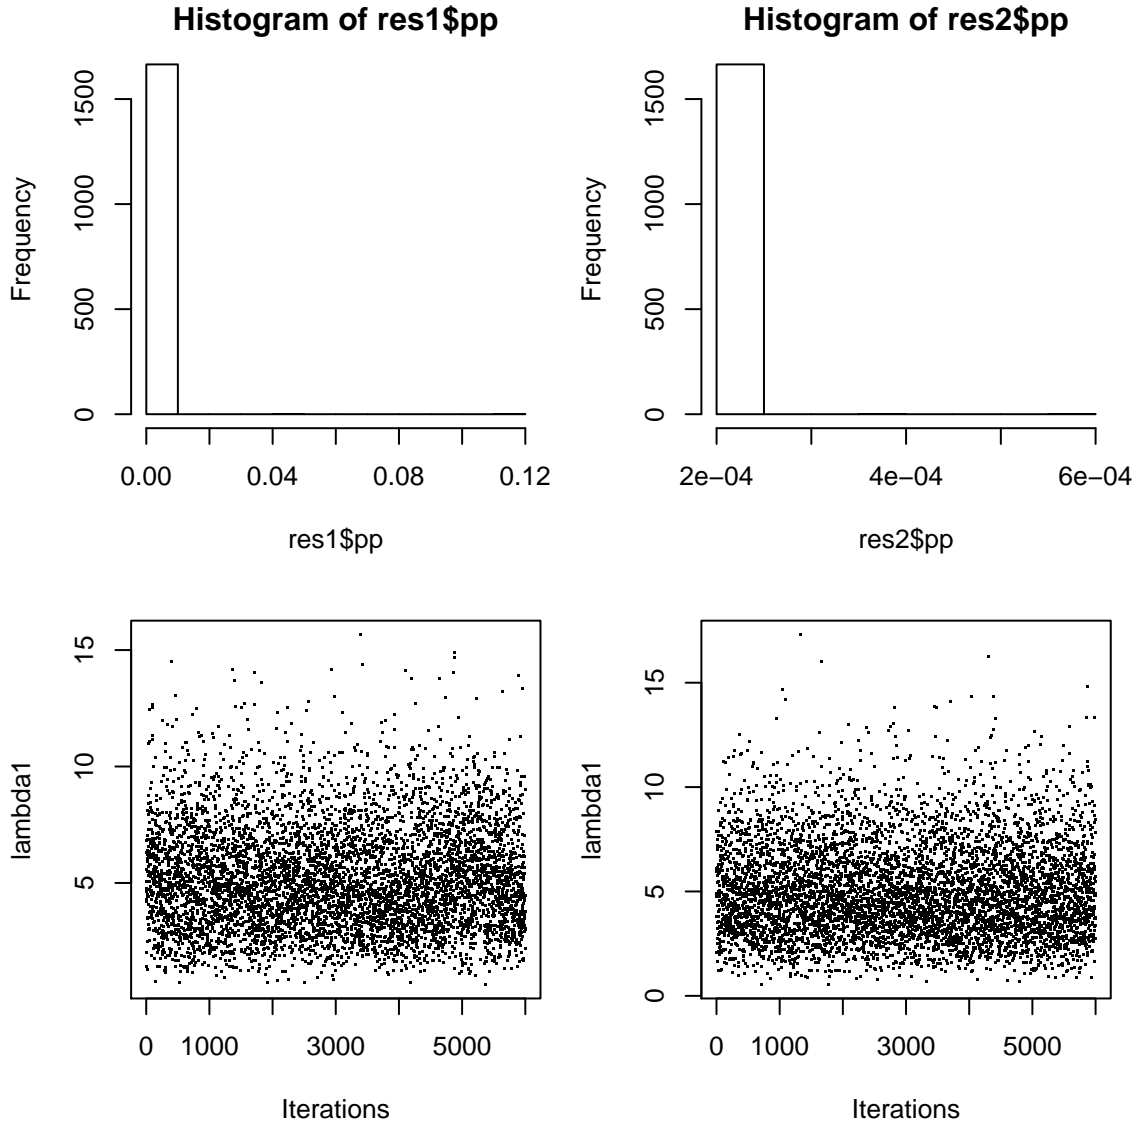 Histogram of res1$pp
Frequency
0 500 1000 1500
0.00 0.04 0.08 0.12
res1$pp
Histogram of res2$pp
Frequency
0 500 1000 1500
2e−04 4e−04 6e−04
res2$pp
lambda1
5 10 15
0 1000 3000 5000
Iterations
lambda1
0 5 10 15
0 1000 3000 5000
Iterations